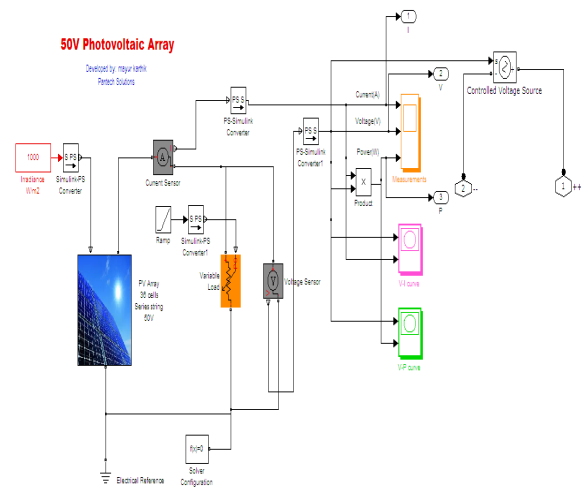 50V Photovoltaic Array
Developed by: mayur karthik
Pantech Solutions
1
I
2
V
3
P
S
-
Controlled Voltage Source
2
--
1
++
PS S
PS-Simulink
Converter
Current(A)
Voltage(V)
Power(W)
Measurements
PS S
PS-Simulink
Converter1
X
Product
1000
Irradiance
W/m2
S PS
Simulink-PS
Converter
A
Current Sensor
Ramp
S PS
Simulink-PS
Converter1
Variable
Load
V
Voltage Sensor
PV Array
36 cells
Series string
50V
V-I curve
V-P curve
f(x)=0
Solver
Configuration
Electrical Reference